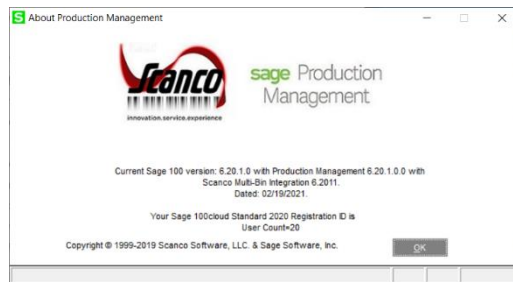 S About Production Management
Scanco
innovation.service.experience
sage Production
Management
Current Sage 100 version: 6.20.1.0 with Production Management 6.20.1.0.0 with
Scanco Multi-Bin Integration 6.2011.
Dated: 02/19/2021.
Your Sage 100cloud Standard 2020 Registration ID is
User Count=20
Copyright © 1999-2019 Scanco Software, LLC. & Sage Software, Inc.
OK